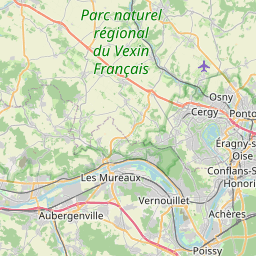 Parc naturel
régional
du Vexin
Français
Osny
Cergy
Ponto
Éragny-s
Oise
Conflans-S
Honori
Les Mureaux
Vernouillet
Achères
Aubergenville
Poissy